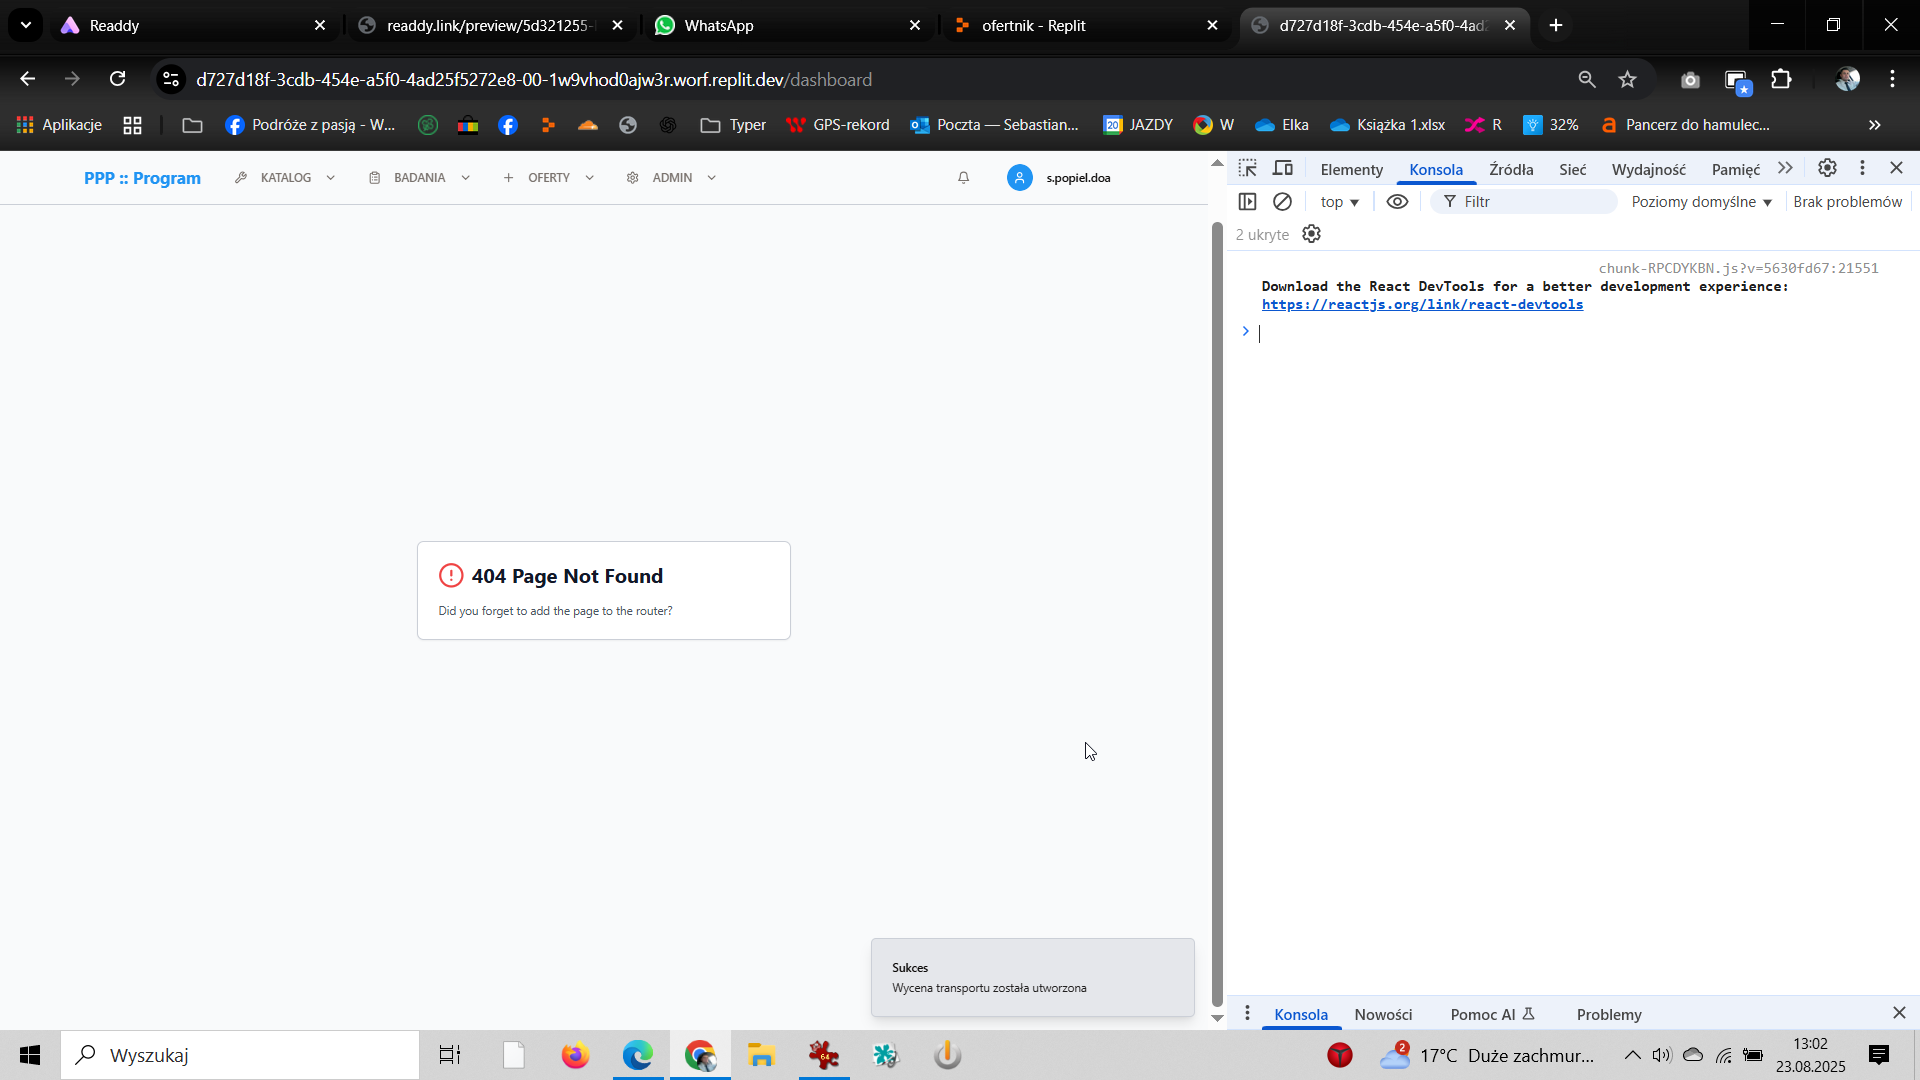 Readdy
readdy.link/preview/5d321255-
WhatsApp
ofertnik - Replit
d727d18f-3cdb-454e-a5f0-4ad2
d727d18f-3cdb-454e-a5f0-4ad25f5272e8-00-1w9vhod0ajw3r.worf.replit.dev/dashboard
Aplikacje
Podróże z pasją - W...
Typer
GPS-rekord
Poczta — Sebastian...
20
JAZDY
W
Elka
Książka 1.xlsx
R
32%
Pancerz do hamulec...
PPP :: Program
KATALOG
BADANIA
OFERTY
ADMIN
s.popiel.doa
Elementy
Konsola
Źródła
Sieć
Wydajność
Pamięć
top
Filtr
Poziomy domyślne
Brak problemów
2 ukryte
chunk-RPCDYKBN.js?v=5630fd67:21551
Download the React DevTools for a better development experience:
https://reactjs.org/link/react-devtools
404 Page Not Found
Did you forget to add the page to the router?
Sukces
Wycena transportu została utworzona
Konsola
Nowości
Pomoc AI
Problemy
Wyszukaj
64
2
17°C Duże zachmur...
13:02
23.08.2025